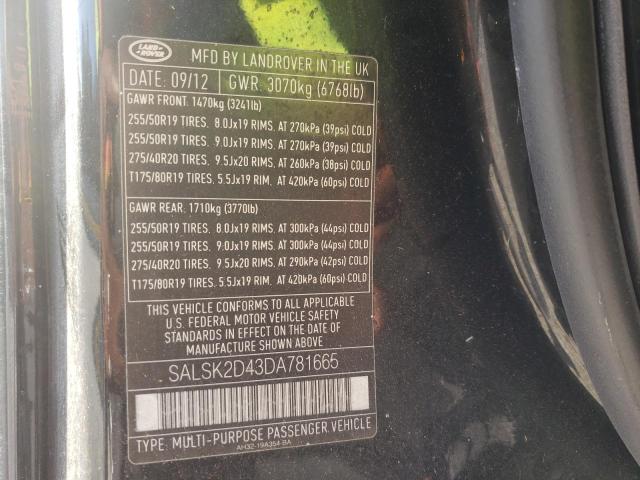 LAND ROVER
MFD BY LANDROVER IN THE UK
DATE: 09/12 GWR: 3070kg (6768lb)
GAWR FRONT. 1470kg (3241lb)
255/50R19 TIRES. 8.0Jx19 RIMS. AT 270kPa (39psi) COLD
255/50R19 TIRES. 9.0Jx19 RIMS. AT 270kPa (39psi) COLD
275/40R20 TIRES. 9.5Jx20 RIMS. AT 260kPa (38psi) COLD
T175/80R19 TIRES. 5.5Jx19 RIM. AT 420kPa (60psi) COLD
GAWR REAR. 1710kg (3770lb)
255/50R19 TIRES. 8.0Jx19 RIMS. AT 300kPa (44psi) COLD
255/50R19 TIRES. 9.0Jx19 RIMS. AT 300kPa (44psi) COLD
275/40R20 TIRES. 9.5Jx20 RIMS. AT 290kPa (42psi) COLD
T175/80R19 TIRES. 5.5Jx19 RIM. AT 420kPa (60psi) COLD
THIS VEHICLE CONFORMS TO ALL APPLICABLE
U.S. FEDERAL MOTOR VEHICLE SAFETY
STANDARDS IN EFFECT ON THE DATE OF
MANUFACTURE SHOWN ABOVE
SALSK2D43DA781665
TYPE: MULTI-PURPOSE PASSENGER VEHICLE
AH32-19A354-BA